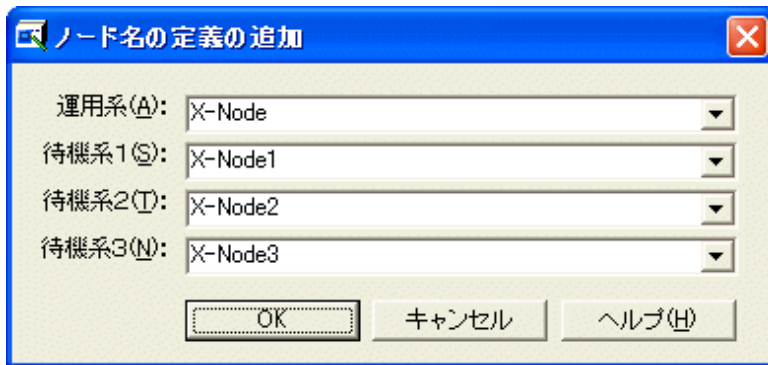 ノード名の定義の追加
運用系(A): X-Node
待機系1(S): X-Node1
待機系2(T): X-Node2
待機系3(N): X-Node3
OK キャンセル ヘルプ(H)